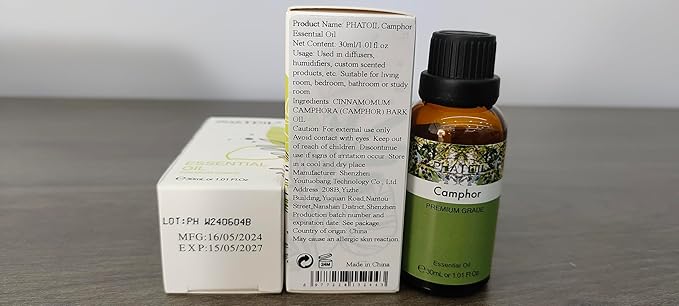 ESSENTIAL
OIL
℮30mL or 1.01 Fl Oz
LOT:PH W240604B
MFG:16/05/2024
EXP:15/05/2027
Product Name: PHATOIL Camphor
Essential Oil
Net Content: 30ml/1.01fl oz
Usage: Used in diffusers,
humidifiers, custom scented
products, etc. Suitable for living
room, bedroom, bathroom or study
room
Ingredients: CINNAMOMUM
CAMPHORA (CAMPHOR) BARK
OIL
Caution: For external use only
Avoid contact with eyes. Keep out
of reach of children. Discontinue
use if signs of irritation occur. Store
in a cool and dry place
Manufacturer: Shenzhen
Youtuobang Technology Co., Ltd
Address: 208B, Yizhe
Building,Yuquan Road,Nantou
Street,Nanshan District,Shenzhen
Production batch number and
expiration date: See package
Country of origin: China
May cause an allergic skin reaction.
24M
Made in China
PHATOIL
Camphor
PREMIUM GRADE
Essential Oil
℮30mL or 1.01 Fl Oz